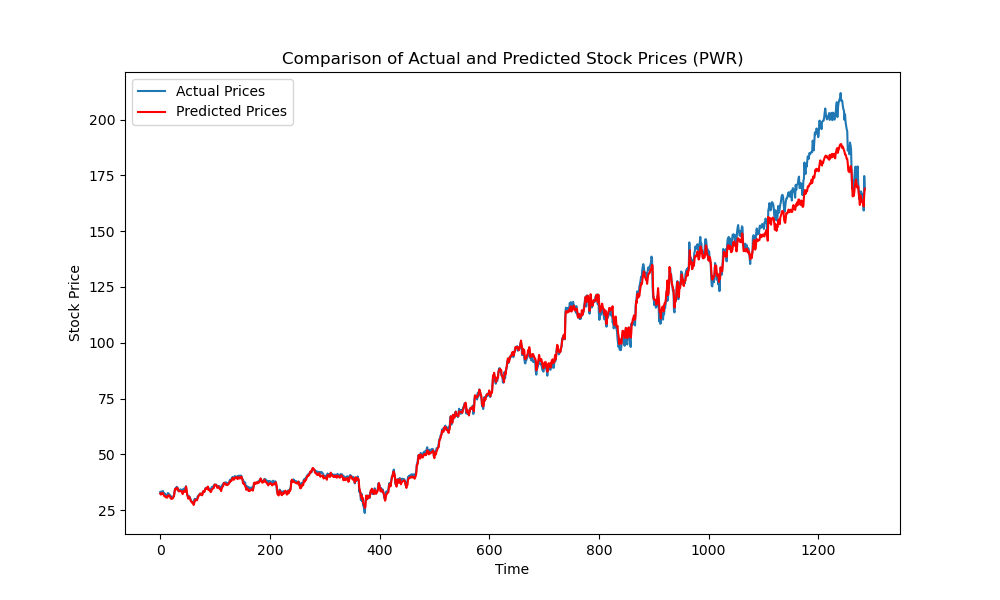 Comparison of Actual and Predicted Stock Prices (PWR)
Actual Prices
Predicted Prices
Stock Price
200
175
150
125
100
75
50
25
0 200 400 600 800 1000 1200
Time